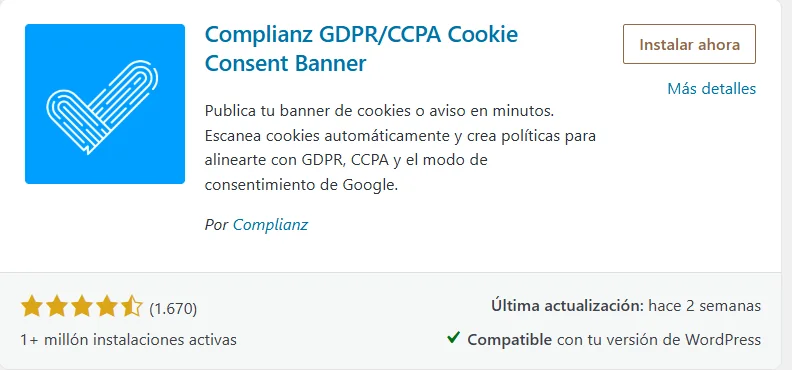 Complianz GDPR/CCPA Cookie
Consent Banner
Instalar ahora
Más detalles
Publica tu banner de cookies o aviso en minutos.
Escanea cookies automáticamente y crea políticas para
alinearte con GDPR, CCPA y el modo de
consentimiento de Google.
Por Complianz
(1.670)
1+ millón instalaciones activas
Última actualización: hace 2 semanas
Compatible con tu versión de WordPress